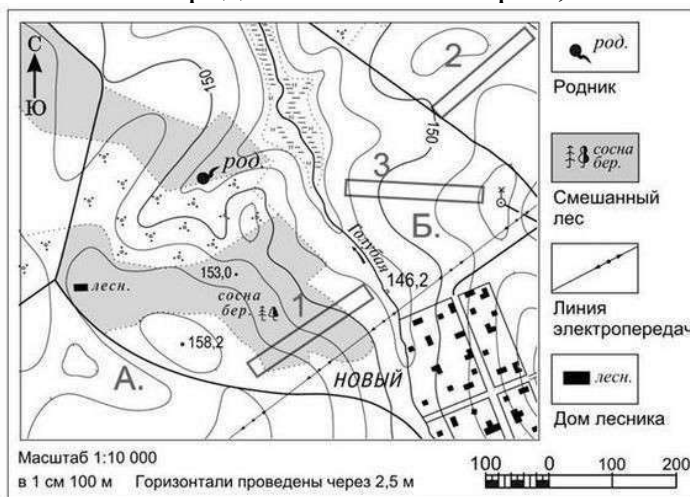 С
Ю
150
2
150
3
род.
Б.
Голубая
146,2
153,0
лесн.
сосна
бер.
1
158,2
А.
НОВЫЙ
род.
Родник
сосна
бер.
Смешанный
лес
Линия
электропередач
лесн.
Дом лесника
Масштаб 1:10 000
в 1 см 100 м Горизонтали проведены через 2,5 м
100 0 100 200